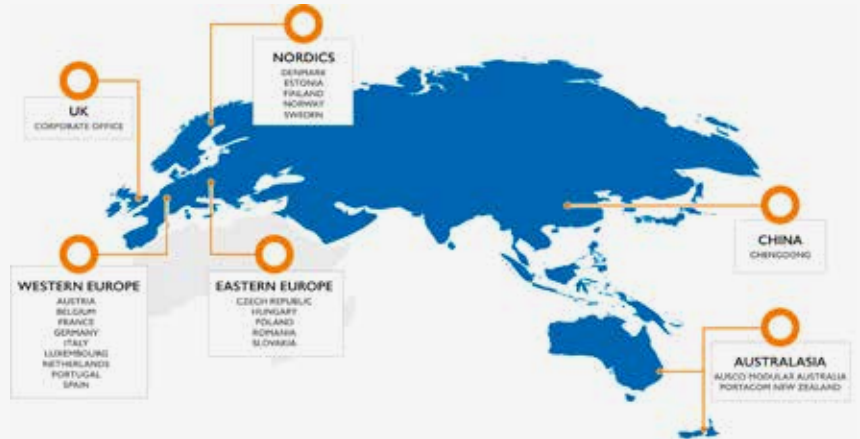 NORDICS
DENMARK
ESTONIA
FINLAND
NORWAY
SWEDEN
UK
CORPORATE OFFICE
CHINA
CHENGDONG
WESTERN EUROPE
AUSTRIA
BELGIUM
FRANCE
GERMANY
ITALY
LUXEMBOURG
NETHERLANDS
PORTUGAL
SPAIN
EASTERN EUROPE
CZECH REPUBLIC
HUNGARY
POLAND
ROMANIA
SLOVAKIA
AUSTRALASIA
AUSCO MODULAR AUSTRALIA
PORTACOM NEW ZEALAND